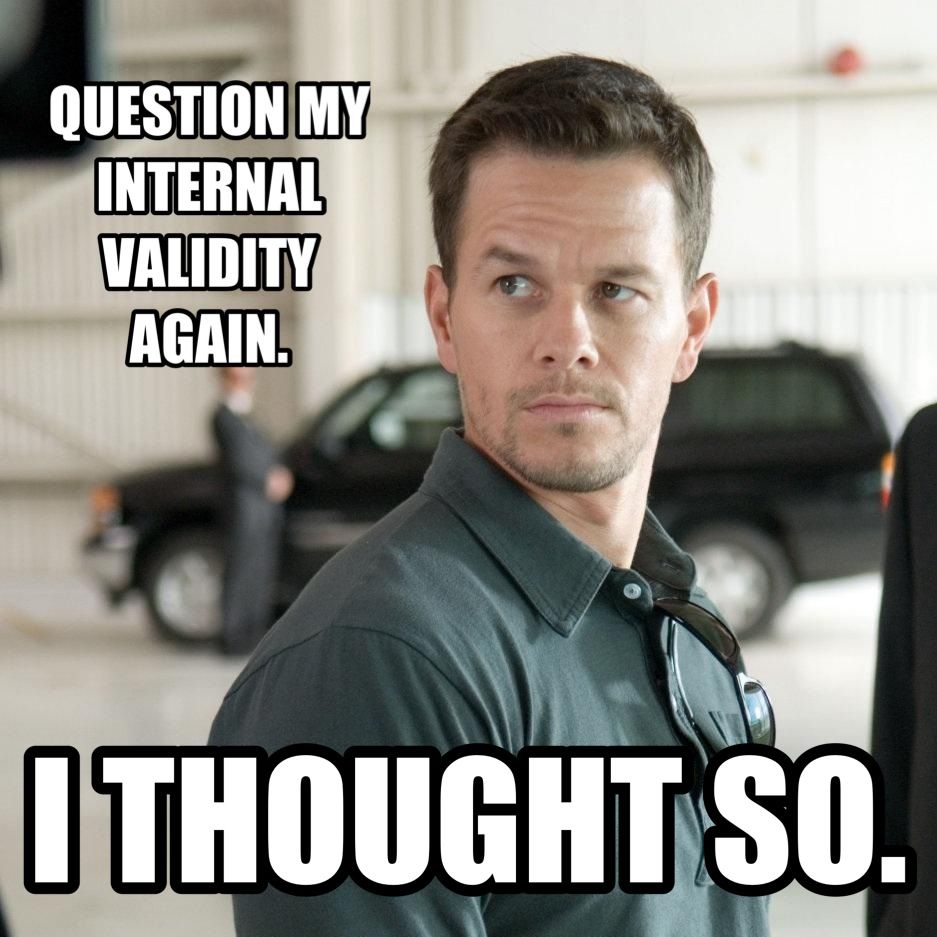 QUESTION MY
INTERNAL
VALIDITY
AGAIN.
I THOUGHT SO.